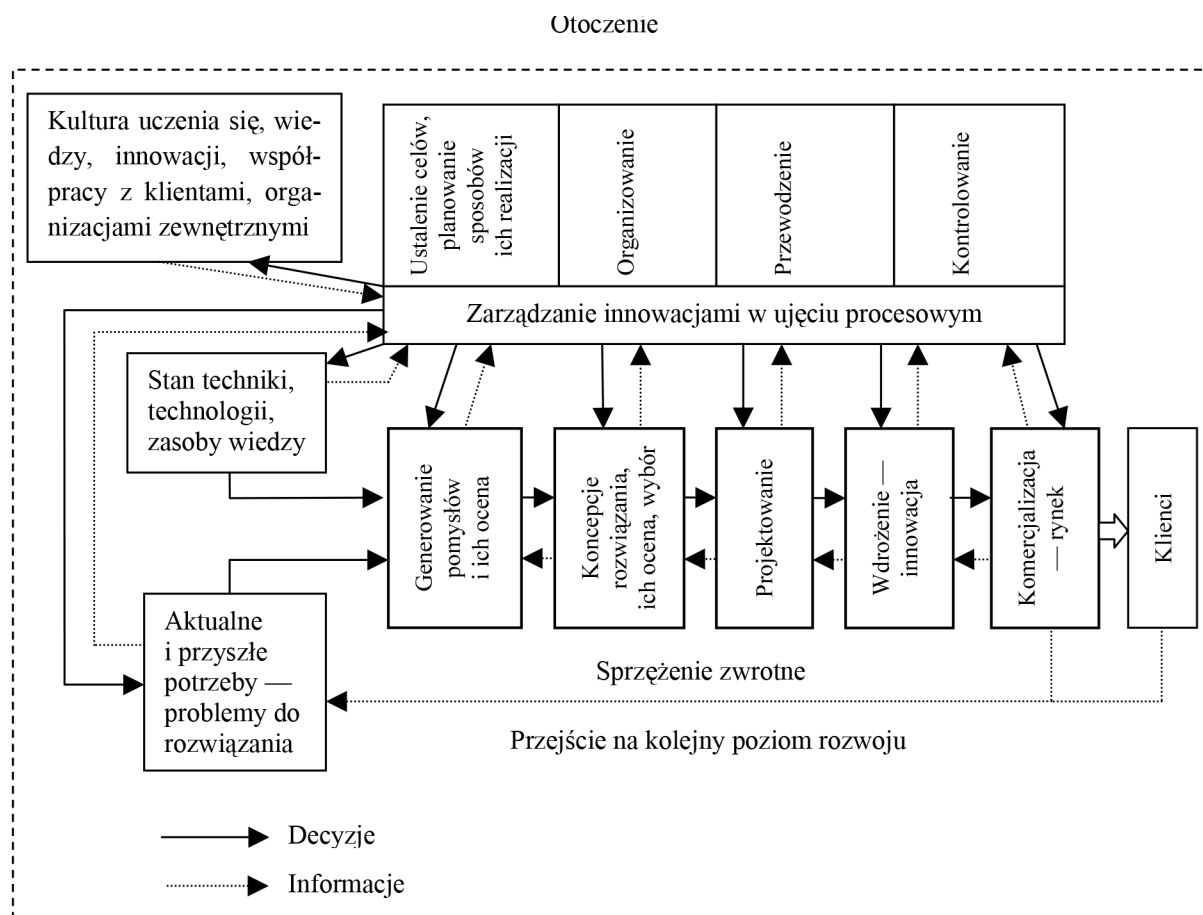 Otoczenie
Kultura uczenia się, wie-
dzy, innowacji, współ-
pracy z klientami, orga-
nizacjami zewnętrznymi
Ustalenie celów,
planowanie
sposobów
ich realizacji
Organizowanie
Przewodzenie
Kontrolowanie
Zarządzanie innowacjami w ujęciu procesowym
Stan techniki,
technologii,
zasoby wiedzy
Generowanie
pomysłów
i ich ocena
Koncepcje
rozwiązania,
ich ocena, wybór
Projektowanie
Wdrożenie —
innowacja
Komercjalizacja
— rynek
Klienci
Aktualne
i przyszłe
potrzeby —
problemy do
rozwiązania
Sprzężenie zwrotne
Przejście na kolejny poziom rozwoju
Decyzje
Informacje